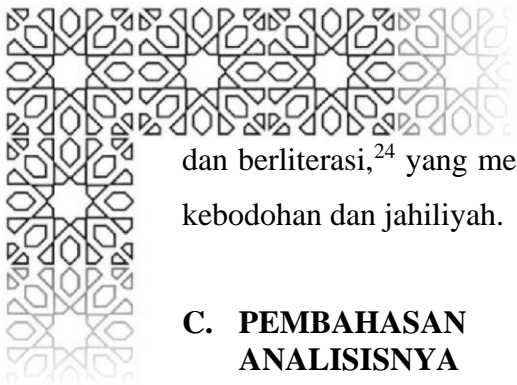 dan berliterasi,24 yang me
kebodohan dan jahiliyah.
C. PEMBAHASAN
ANALISISNYA